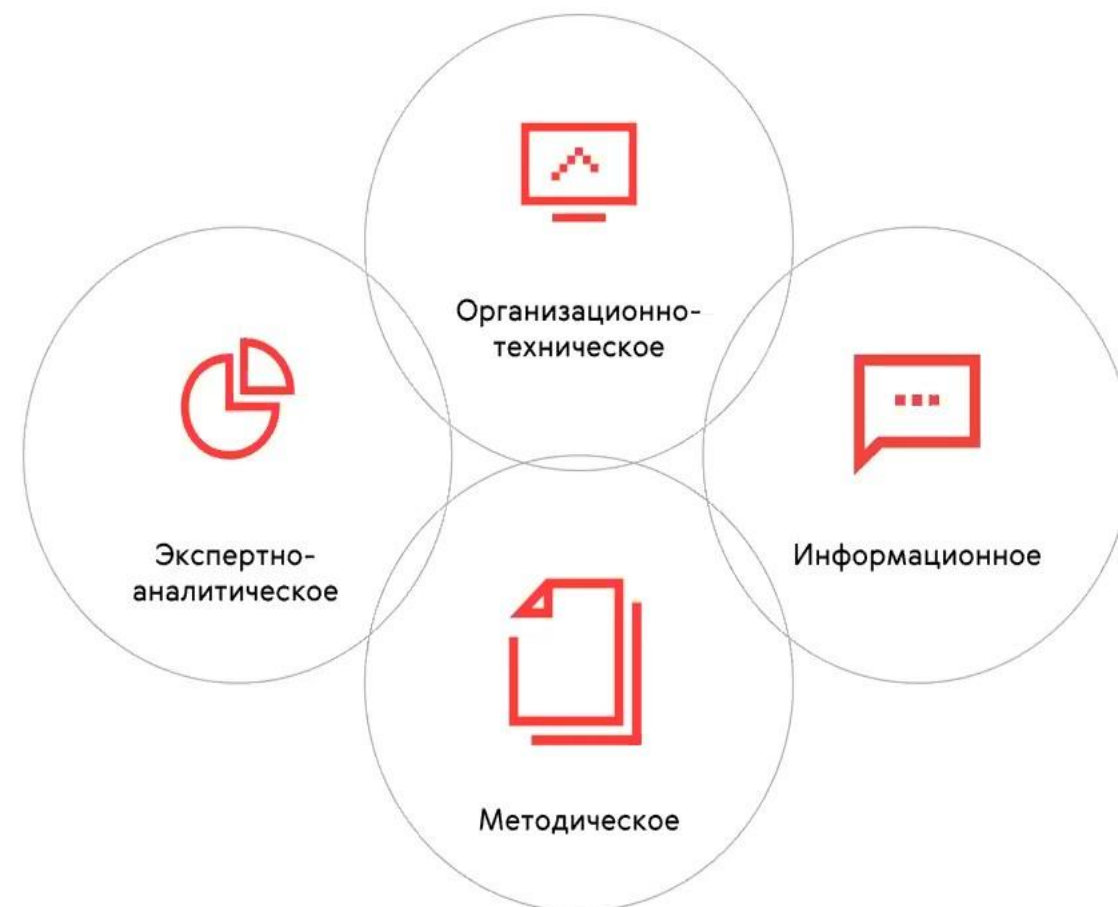 Организационно-
техническое
Экспертно-
аналитическое
Информационное
Методическое